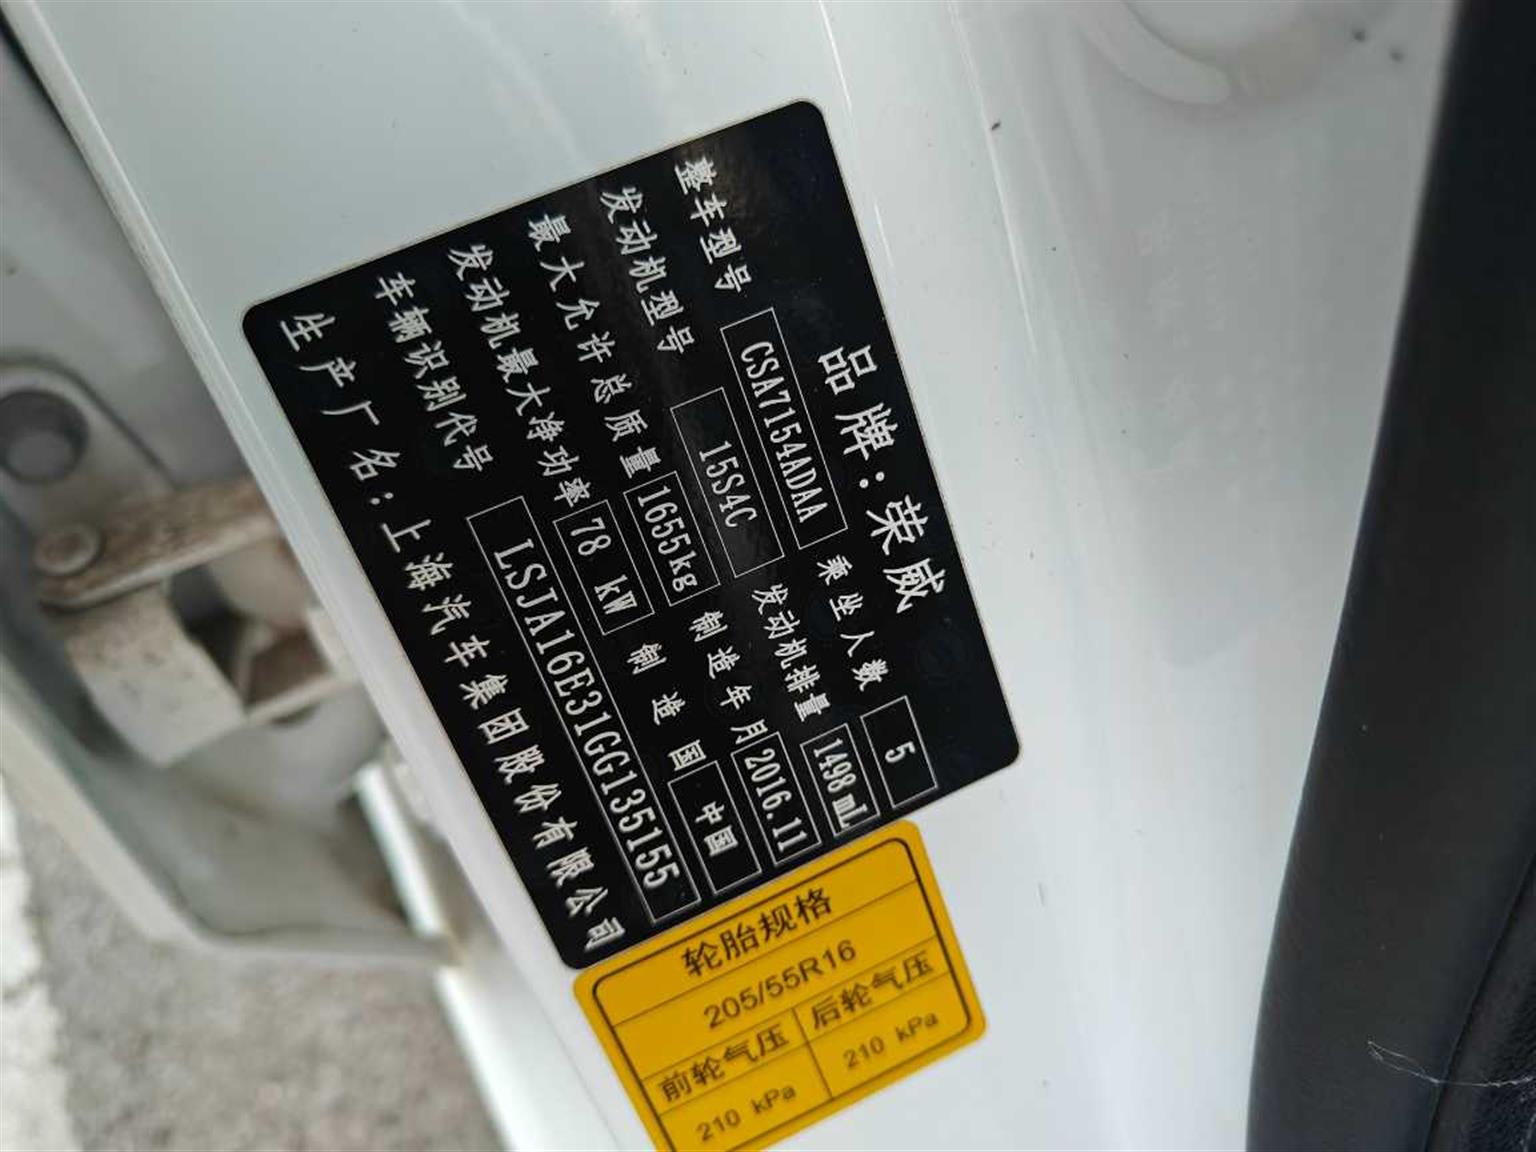 品牌：荣威
整车型号 CSA7154ADAA 乘坐人数 5
发动机型号 15S4C 发动机排量 1498mL
最大允许总质量 1655kg 制造年月 2016.11
发动机最大净功率 78 kW 制造国 中国
车辆识别代号 LSJA16E31GG135155
生产厂名：上海汽车集团股份有限公司
轮胎规格
205/55R16
前轮气压 后轮气压
210 kPa 210 kPa